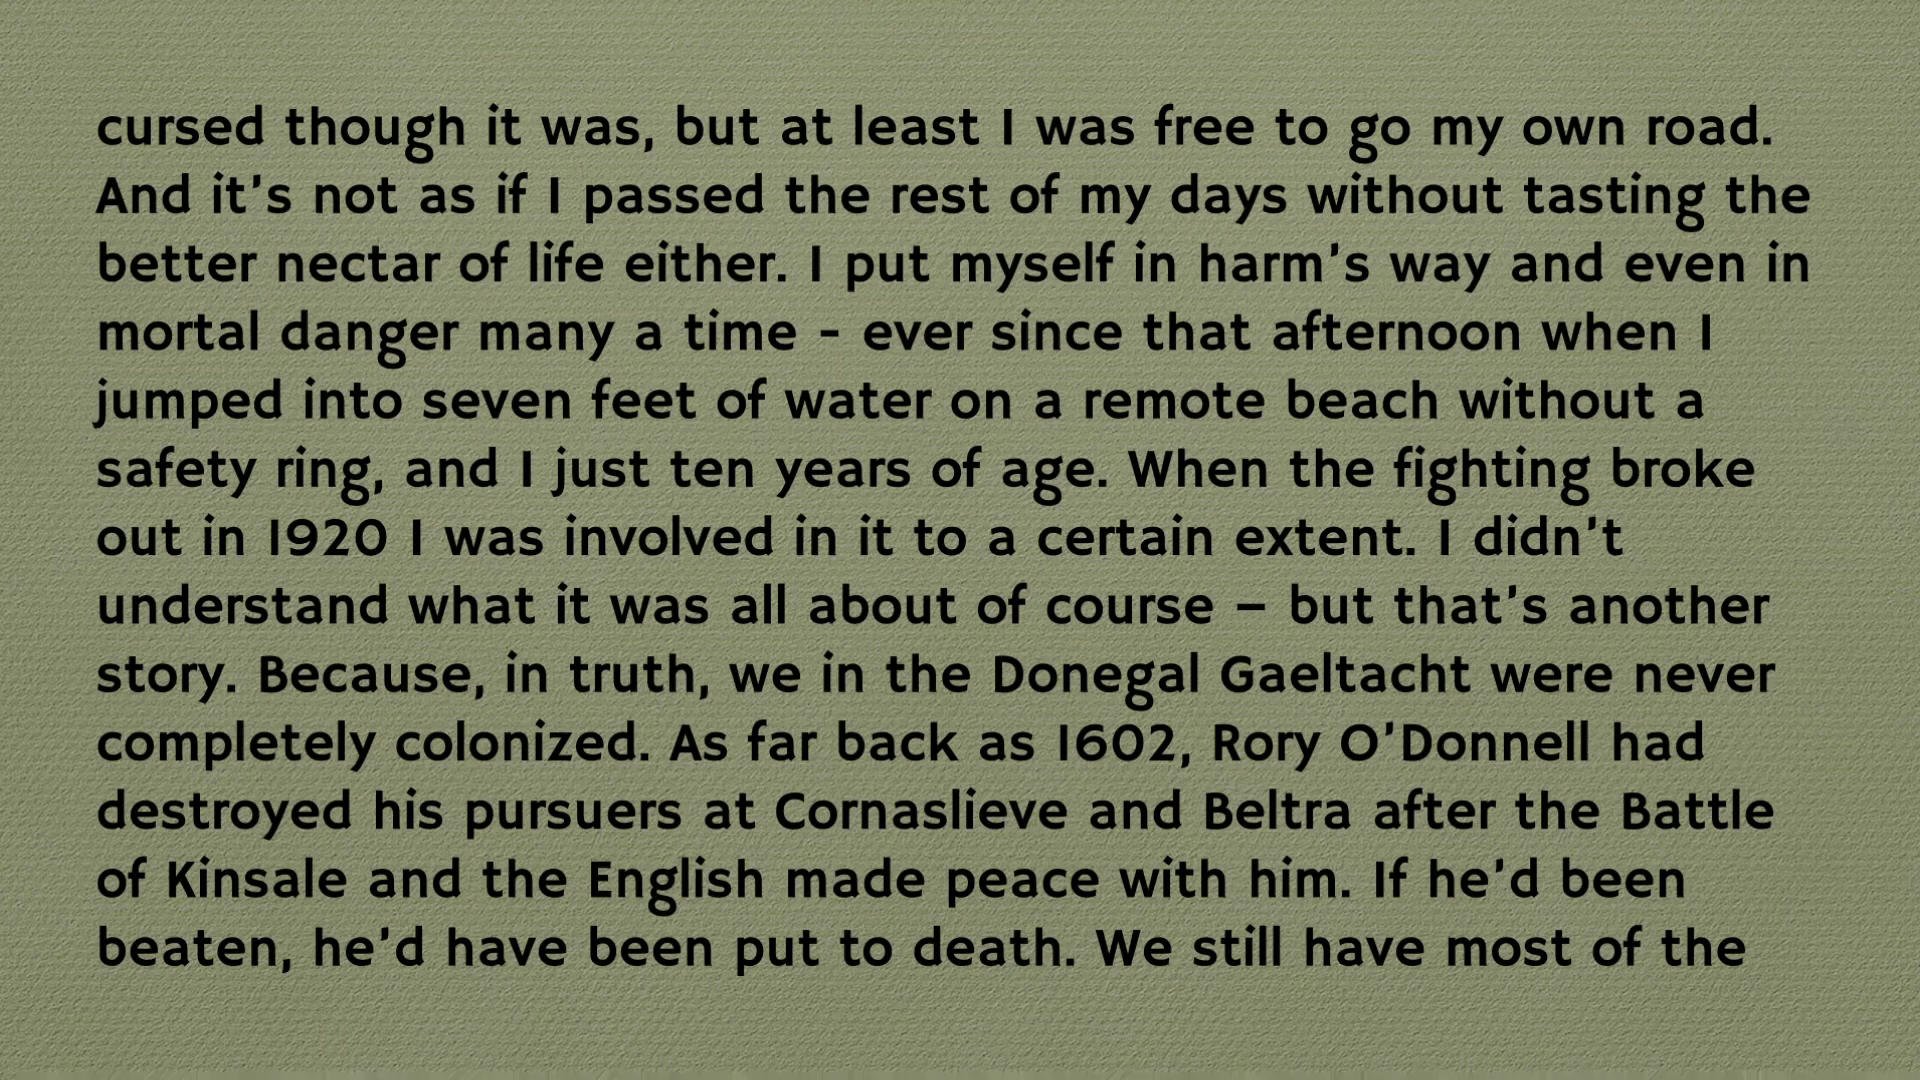 cursed though it was, but at least I was free to go my own road.
And it's not as if I passed the rest of my days without tasting the
better nectar of life either. I put myself in harm's way and even in
mortal danger many a time - ever since that afternoon when I
jumped into seven feet of water on a remote beach without a
safety ring, and I just ten years of age. When the fighting broke
out in 1920 I was involved in it to a certain extent. I didn't
understand what it was all about of course – but that's another
story. Because, in truth, we in the Donegal Gaeltacht were never
completely colonized. As far back as 1602, Rory O'Donnell had
destroyed his pursuers at Cornaslieve and Beltra after the Battle
of Kinsale and the English made peace with him. If he'd been
beaten, he'd have been put to death. We still have most of the